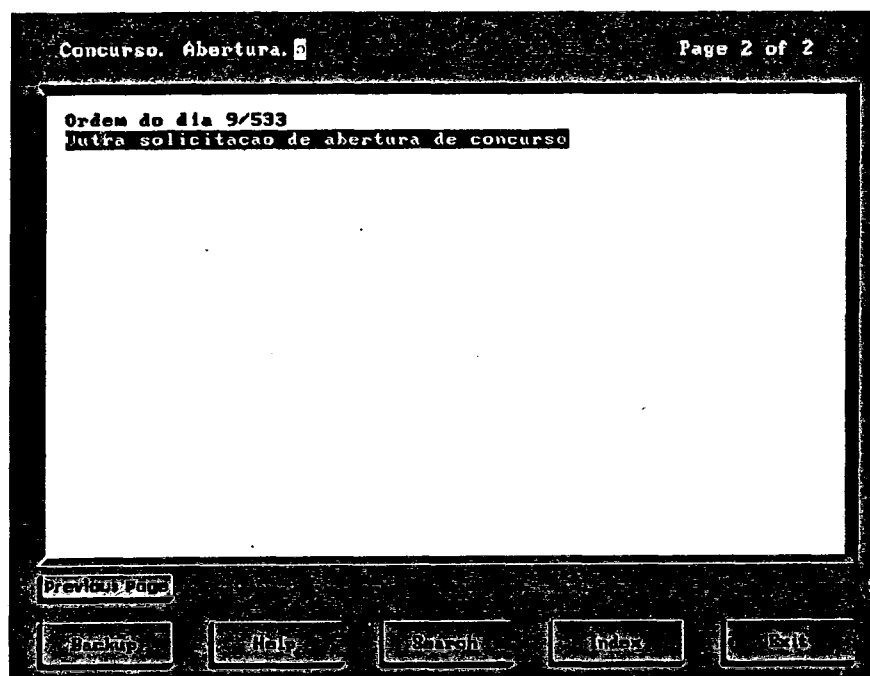 Concurso. Abertura.
Page 2 of 2
Ordem do dia 9/533
Outra solicitacao de abertura de concurso
Previous Page
Backup
Help
Search
Index
Exit